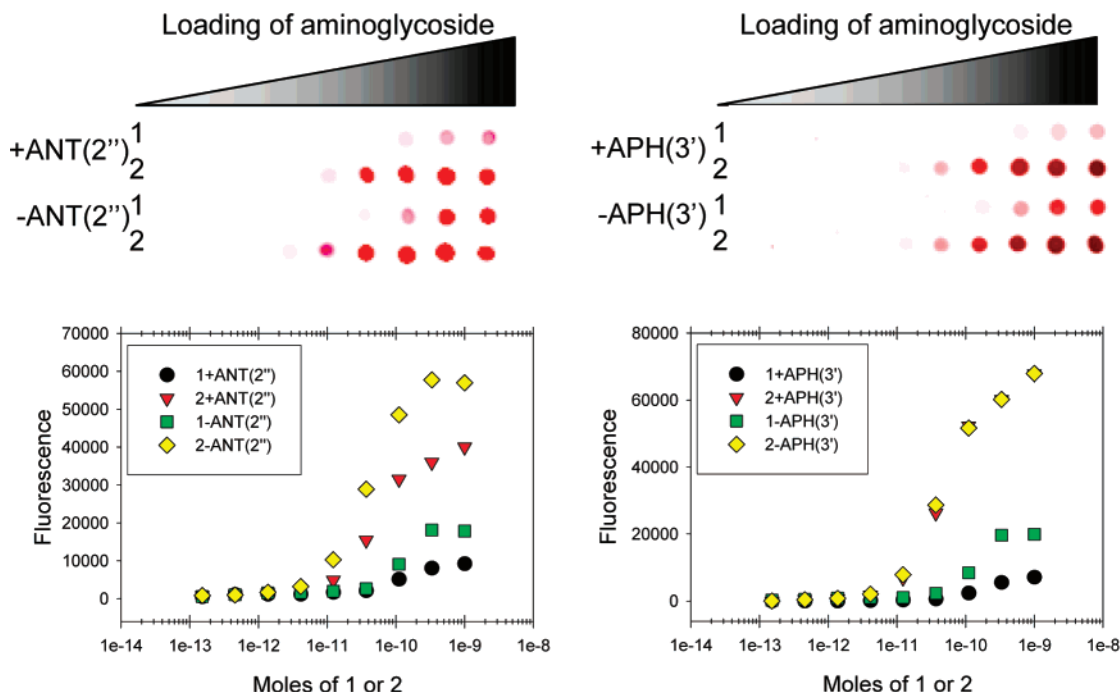 Loading of aminoglycoside
+ANT(2'')
1
2
-ANT(2'')
1
2
70000
60000
50000
40000
30000
20000
10000
0
Fluorescence
1+ANT(2'')
2+ANT(2'')
1-ANT(2'')
2-ANT(2'')
1e-14 1e-13 1e-12 1e-11 1e-10 1e-9 1e-8
Moles of 1 or 2
Loading of aminoglycoside
+APH(3')
1
2
-APH(3')
1
2
80000
60000
40000
20000
0
Fluorescence
1+APH(3')
2+APH(3')
1-APH(3')
2-APH(3')
1e-14 1e-13 1e-12 1e-11 1e-10 1e-9 1e-8
Moles of 1 or 2